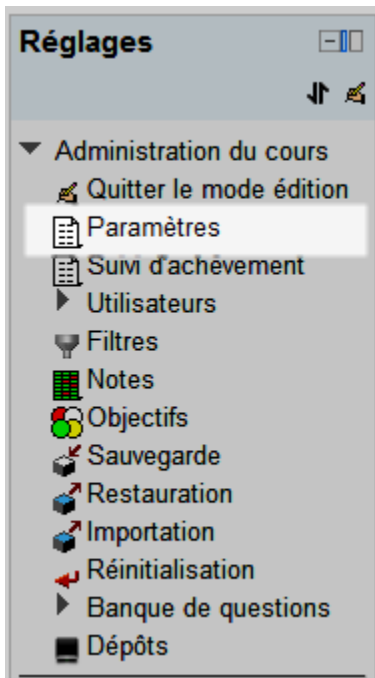 Réglages
Administration du cours
Quitter le mode édition
Paramètres
Suivi d'achèvement
Utilisateurs
Filtres
Notes
Objectifs
Sauvegarde
Restauration
Importation
Réinitialisation
Banque de questions
Dépôts